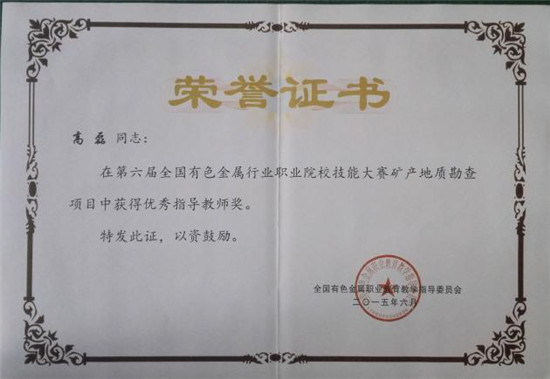 荣誉证书
高磊 同志:
在第六届全国有色金属行业职业院校技能大赛矿产地质勘查
项目中获得优秀指导教师奖。
特发此证,以资鼓励。
全国有色金属职业教育教学指导委员会
二〇一五年六月